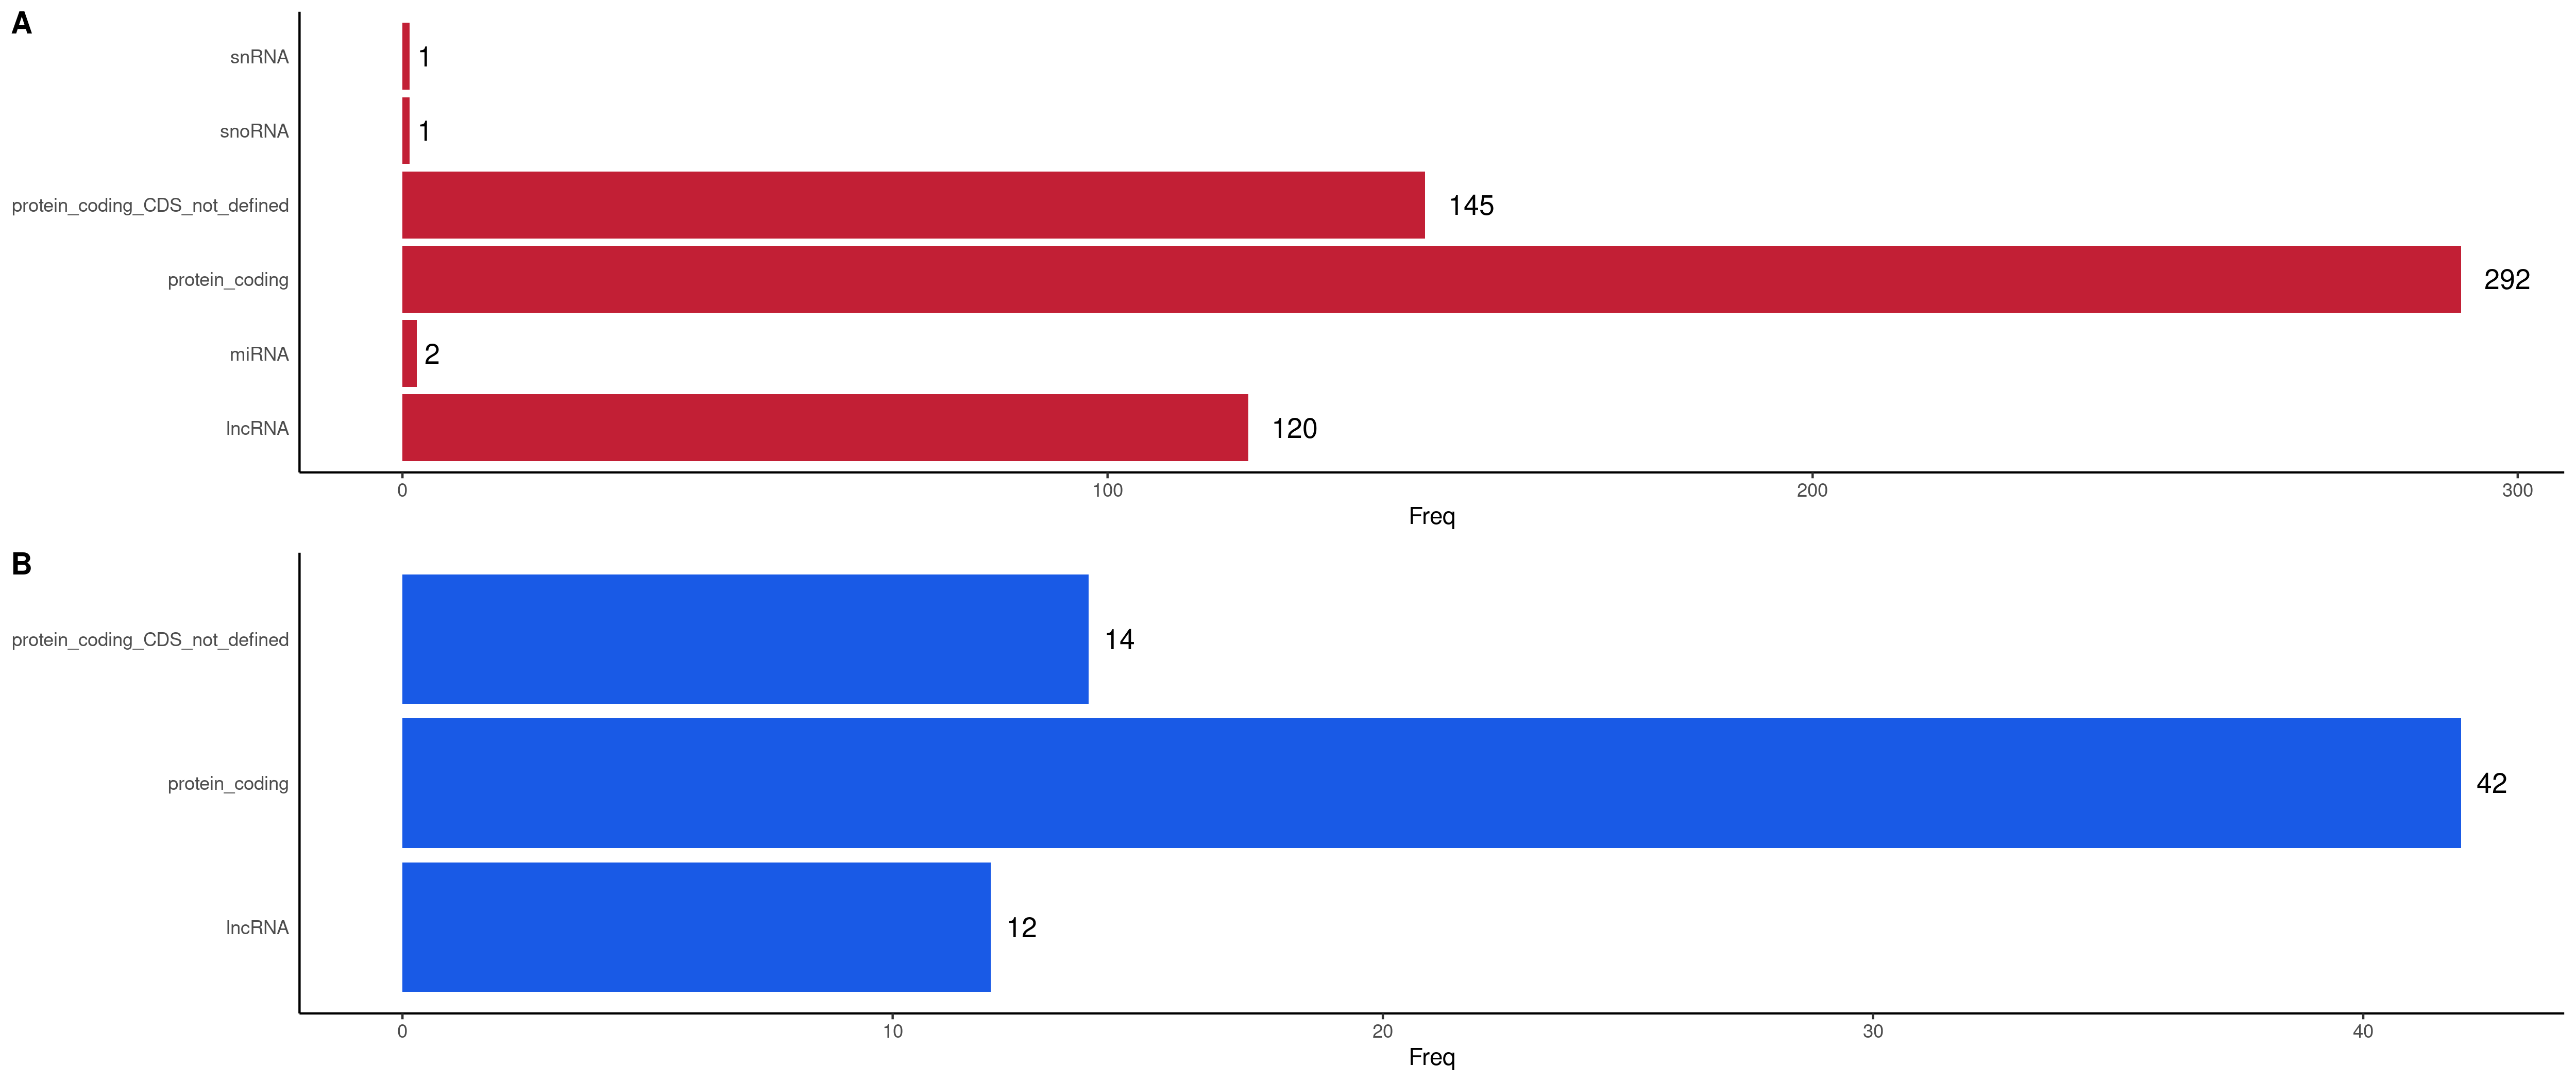 A
snRNA 1
snoRNA 1
protein_coding_CDS_not_defined 145
protein_coding 292
miRNA 2
lncRNA 120
0 100 200 300
Freq
B
protein_coding_CDS_not_defined 14
protein_coding 42
lncRNA 12
0 10 20 30 40
Freq